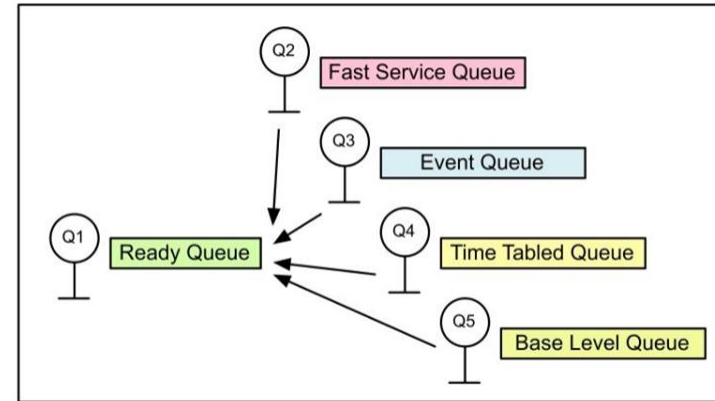 Q2
Fast Service Queue
Q3
Event Queue
Q1
Ready Queue
Q4
Time Tabled Queue
Q5
Base Level Queue